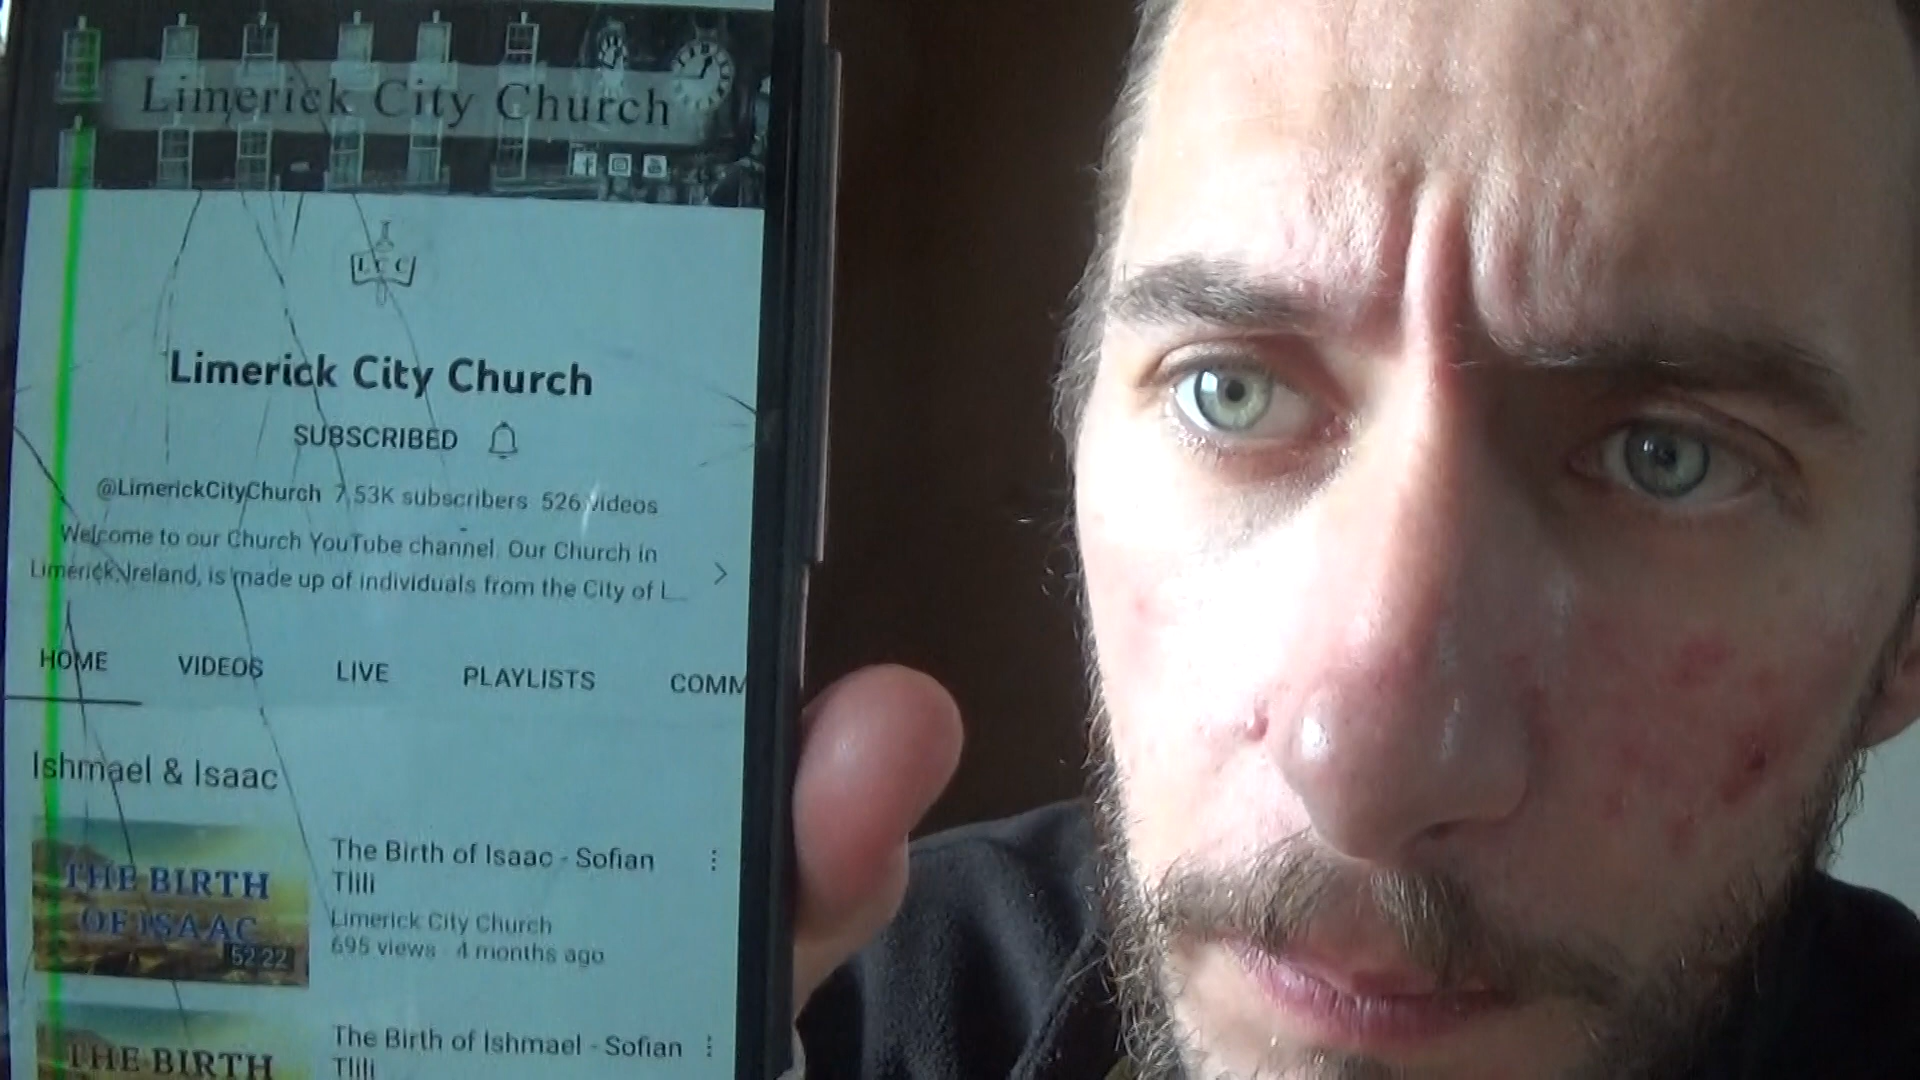 Limerick City Church
LCC
Limerick City Church
SUBSCRIBED
@LimerickCityChurch 7.53K subscribers 526 videos
Welcome to our Church YouTube channel. Our Church in
Limerick, Ireland, is made up of individuals from the City of L...
HOME VIDEOS LIVE PLAYLISTS COMM
Ishmael & Isaac
THE BIRTH
OF ISAAC
52:22
The Birth of Isaac - Sofian
Tlili
Limerick City Church
695 views · 4 months ago
THE BIRTH
The Birth of Ishmael - Sofian
Tlili